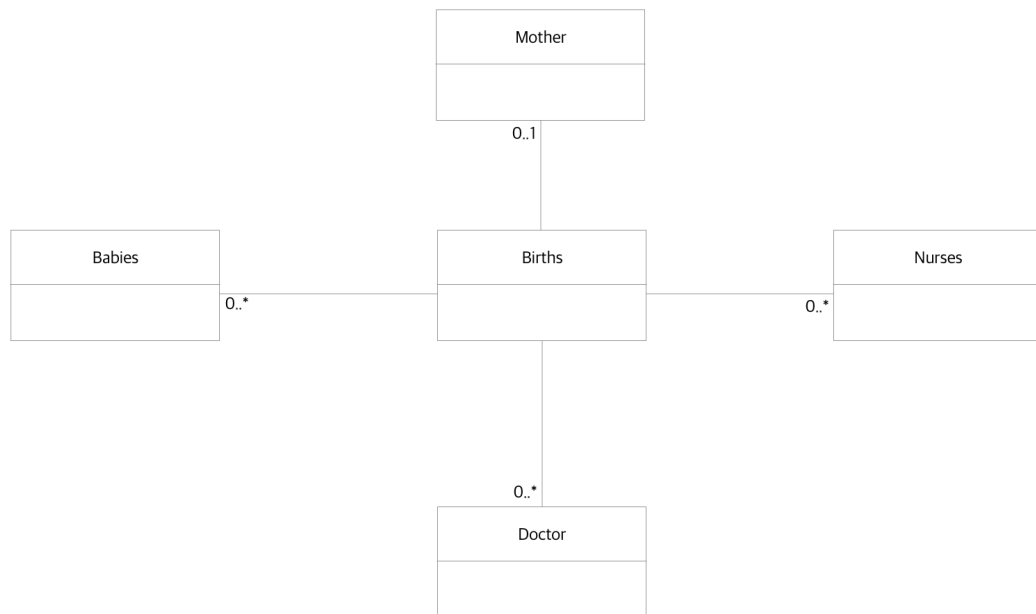 Mother
0..1
Babies
Births
Nurses
0..*
0..*
0..*
Doctor